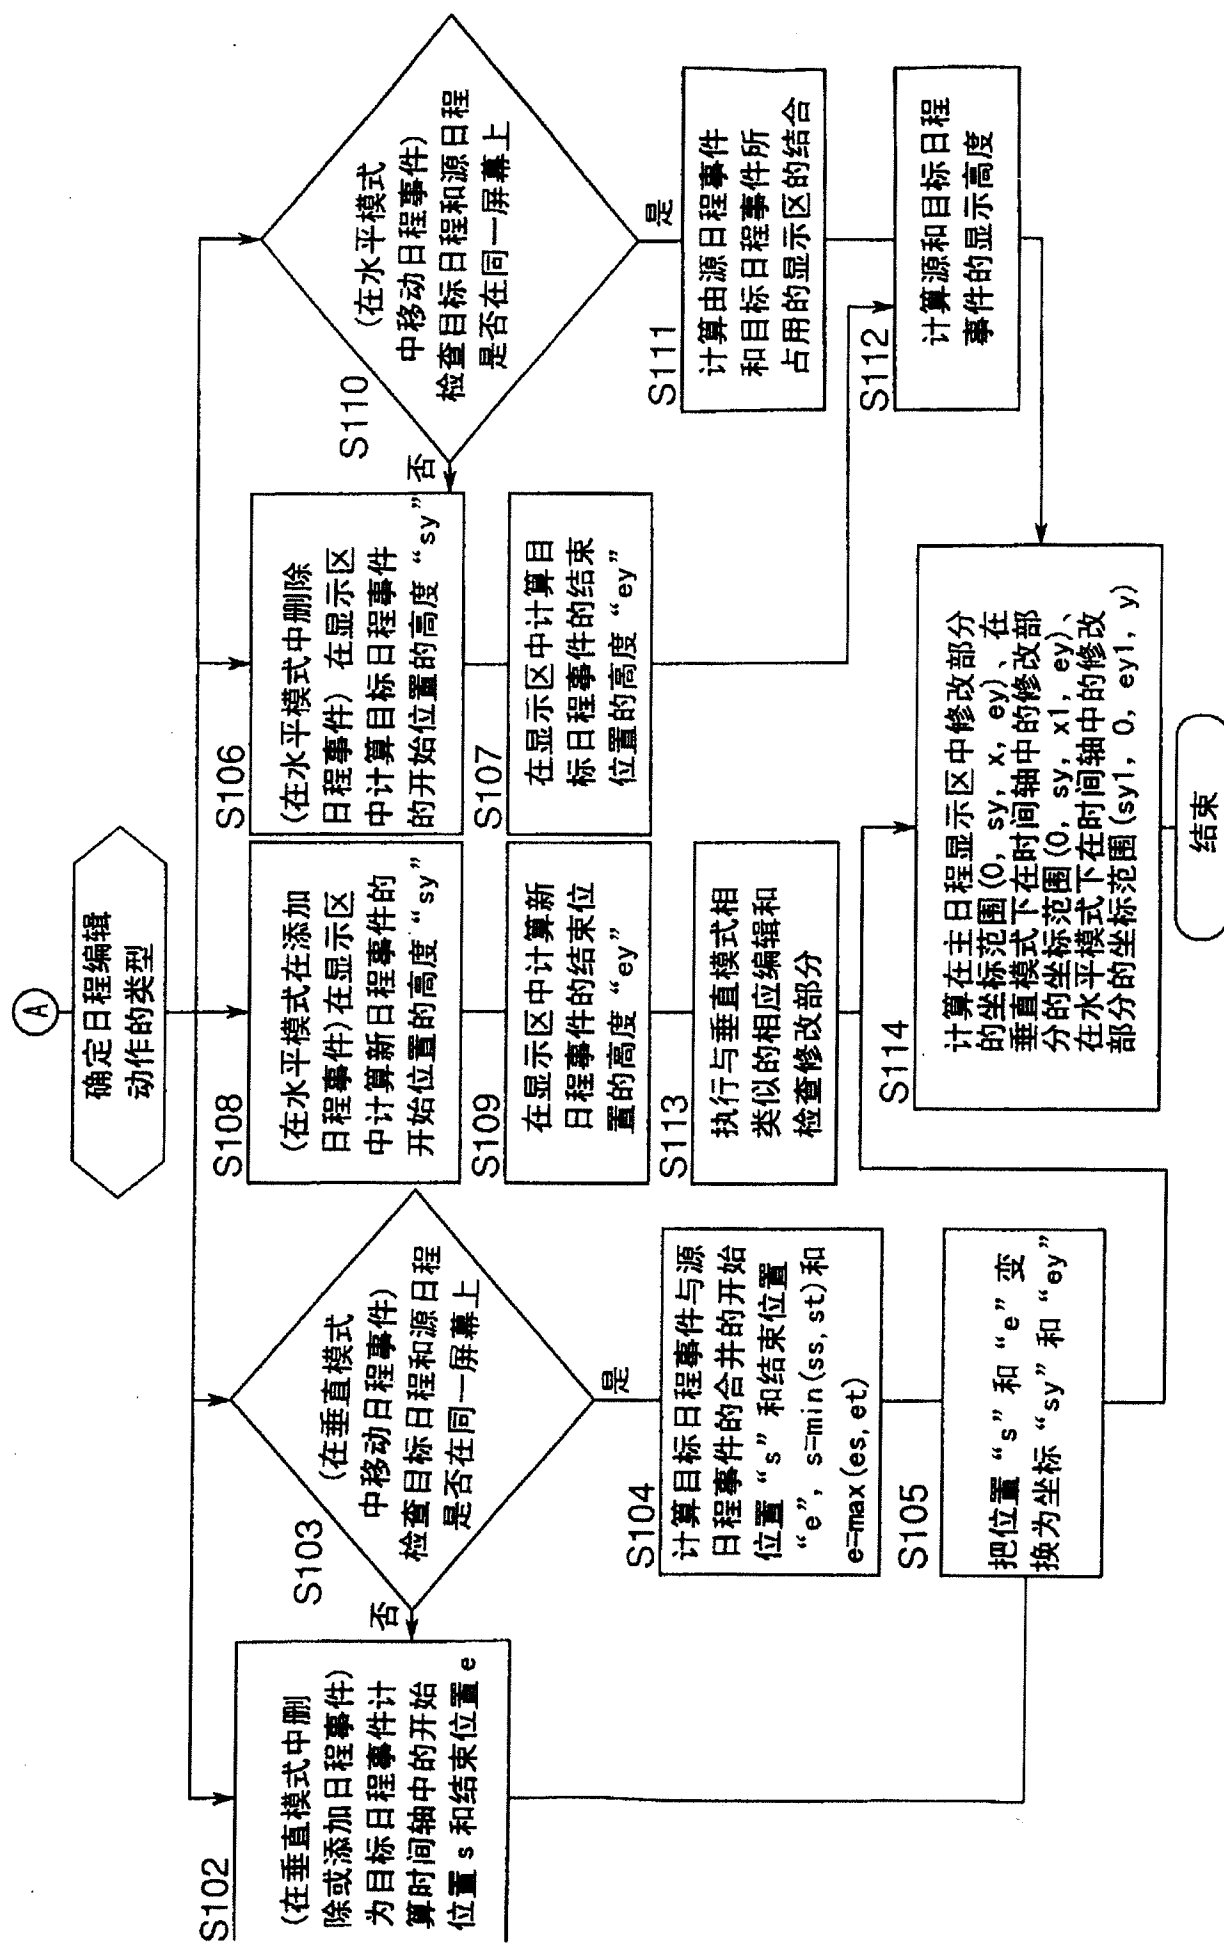 A
确定日程编辑
动作的类型
S102
(在垂直模式中删
除或添加日程事件)
为目标日程事件计
算时间轴中的开始
位置s和结束位置e
S103
(在垂直模式
中移动日程事件)
检查目标日程和源日程
是否在同一屏幕上
否
是
S104
计算目标日程事件与源
日程事件的合并的开始
位置“s”和结束位置
“e”, s=min(ss,st)和
e=max(es,et)
S105
把位置“s”和“e”变
换为坐标“sy”和“ey”
S108
(在水平模式在添加
日程事件)在显示区
中计算新日程事件的
开始位置的高度“sy”
S109
在显示区中计算新
日程事件的结束位
置的高度“ey”
S113
执行与垂直模式相
类似的相应编辑和
检查修改部分
S106
(在水平模式中删除
日程事件) 在显示区
中计算目标日程事件
的开始位置的高度“sy”
S107
在显示区中计算目
标日程事件的结束
位置的高度“ey”
S110
(在水平模式
中移动日程事件)
检查目标日程和源日程
是否在同一屏幕上
否
是
S111
计算由源日程事件
和目标日程事件所
占用的显示区的结合
S112
计算源和目标日程
事件的显示高度
S114
计算在主日程显示区中修改部分
的坐标范围(0, sy, x, ey)、在
垂直模式下在时间轴中的修改部
分的坐标范围(0, sy, x1, ey)、
在水平模式下在时间轴中的修改
部分的坐标范围(sy1, 0, ey1, y)
结束